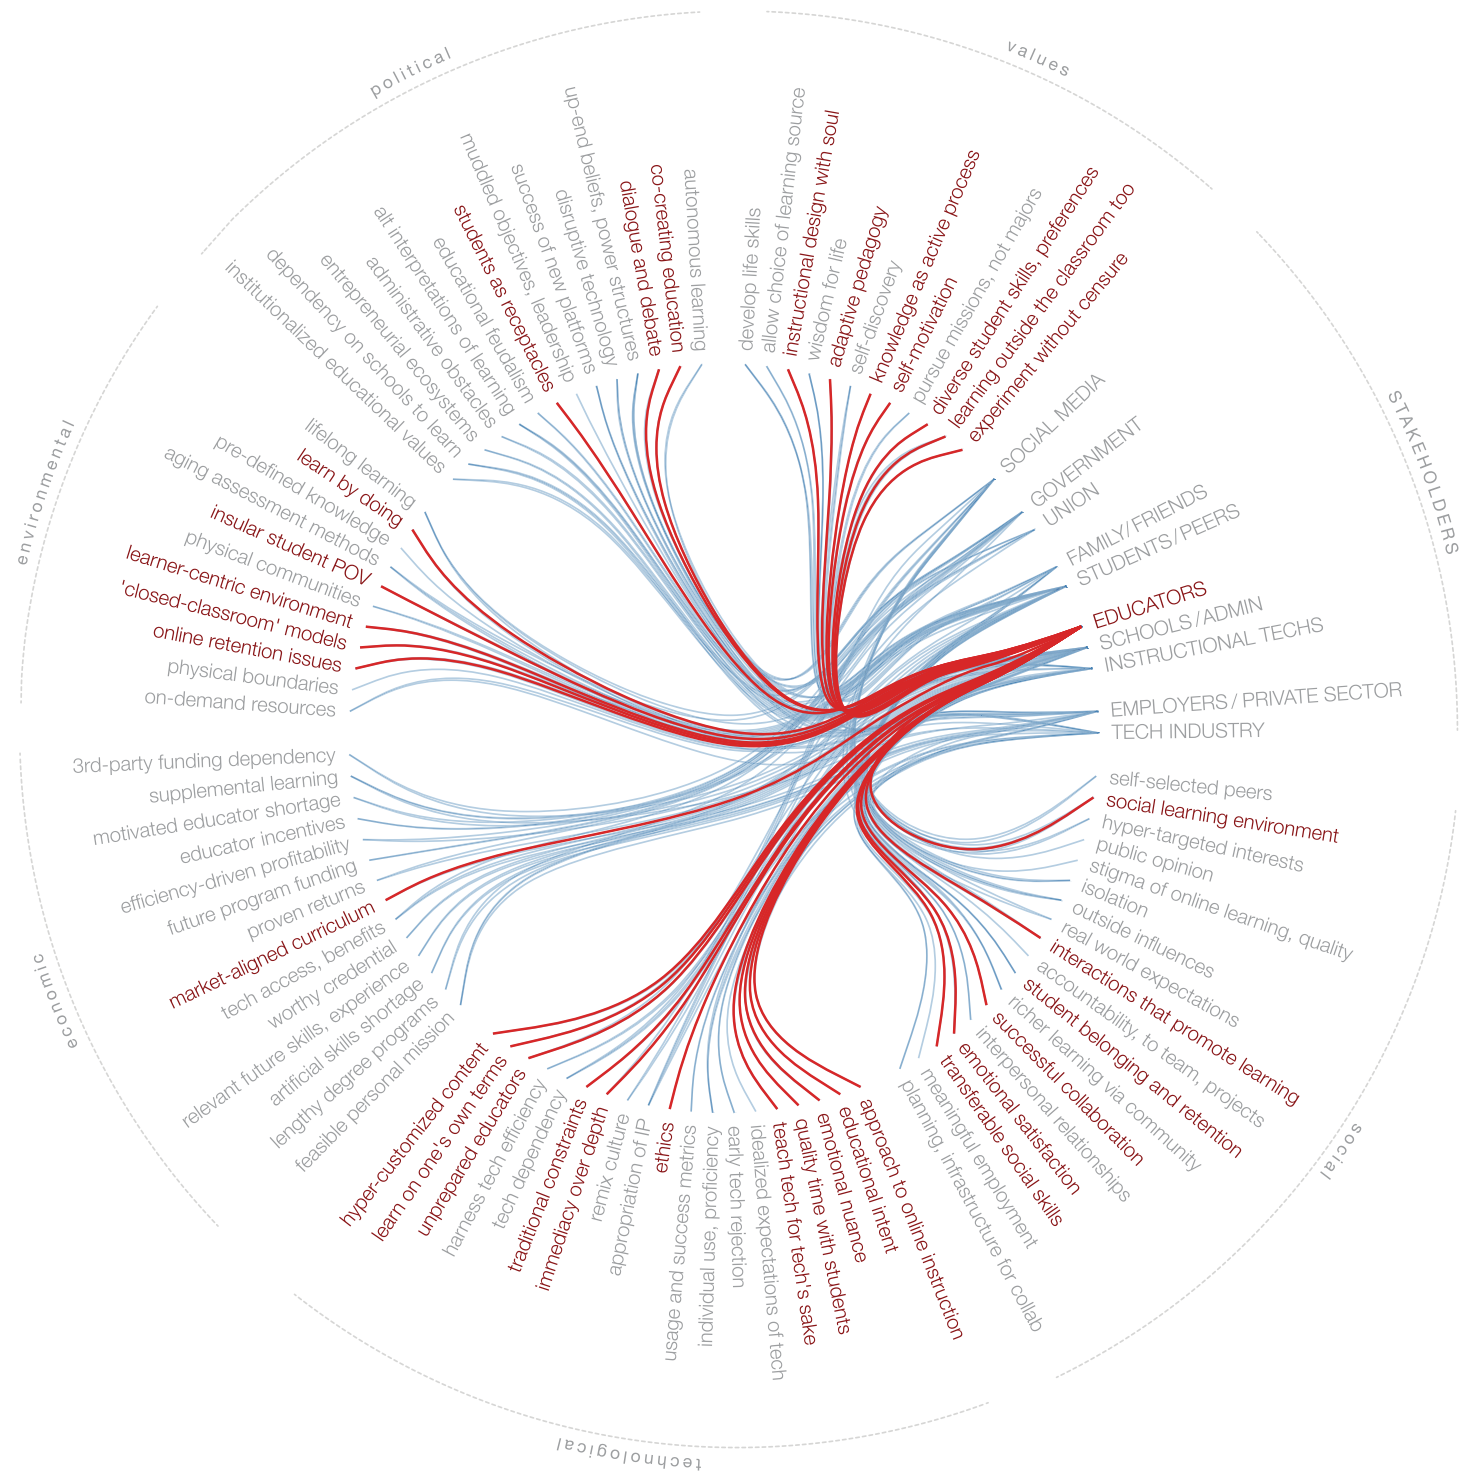 political
autonomous learning
co-creating education
dialogue and debate
up-end beliefs, power structures
disruptive technology
success of new platforms
muddled objectives, leadership
students as receptacles
educational feudalism
alt interpretations of learning
administrative obstacles
entrepreneurial ecosystems
dependency on schools to learn
institutionalized educational values
values
develop life skills
allow choice of learning source
instructional design with soul
wisdom for life
adaptive pedagogy
self-discovery
knowledge as active process
self-motivation
pursue missions, not majors
diverse student skills, preferences
learning outside the classroom too
experiment without censure
STAKEHOLDERS
SOCIAL MEDIA
GOVERNMENT
UNION
FAMILY/FRIENDS
STUDENTS/PEERS
EDUCATORS
SCHOOLS/ADMIN
INSTRUCTIONAL TECHS
EMPLOYERS/ PRIVATE SECTOR
TECH INDUSTRY
social
self-selected peers
social learning environment
hyper-targeted interests
public opinion
stigma of online learning, quality
isolation
outside influences
real world expectations
interactions that promote learning
accountability, to team, projects
student belonging and retention
richer learning via community
successful collaboration
interpersonal relationships
emotional satisfaction
transferable social skills
meaningful employment
planning, infrastructure for collab
technological
approach to online instruction
educational intent
emotional nuance
quality time with students
teach tech for tech's sake
idealized expectations of tech
early tech rejection
individual use, proficiency
usage and success metrics
ethics
appropriation of IP
remix culture
immediacy over depth
traditional constraints
tech dependency
harness tech efficiency
unprepared educators
learn on one's own terms
hyper-customized content
economic
feasible personal mission
lengthy degree programs
artificial skills shortage
relevant future skills, experience
worthy credential
tech access, benefits
market-aligned curriculum
proven returns
future program funding
efficiency-driven profitability
educator incentives
motivated educator shortage
supplemental learning
3rd-party funding dependency
environmental
on-demand resources
physical boundaries
online retention issues
'closed-classroom' models
learner-centric environment
physical communities
insular student POV
aging assessment methods
pre-defined knowledge
learn by doing
lifelong learning